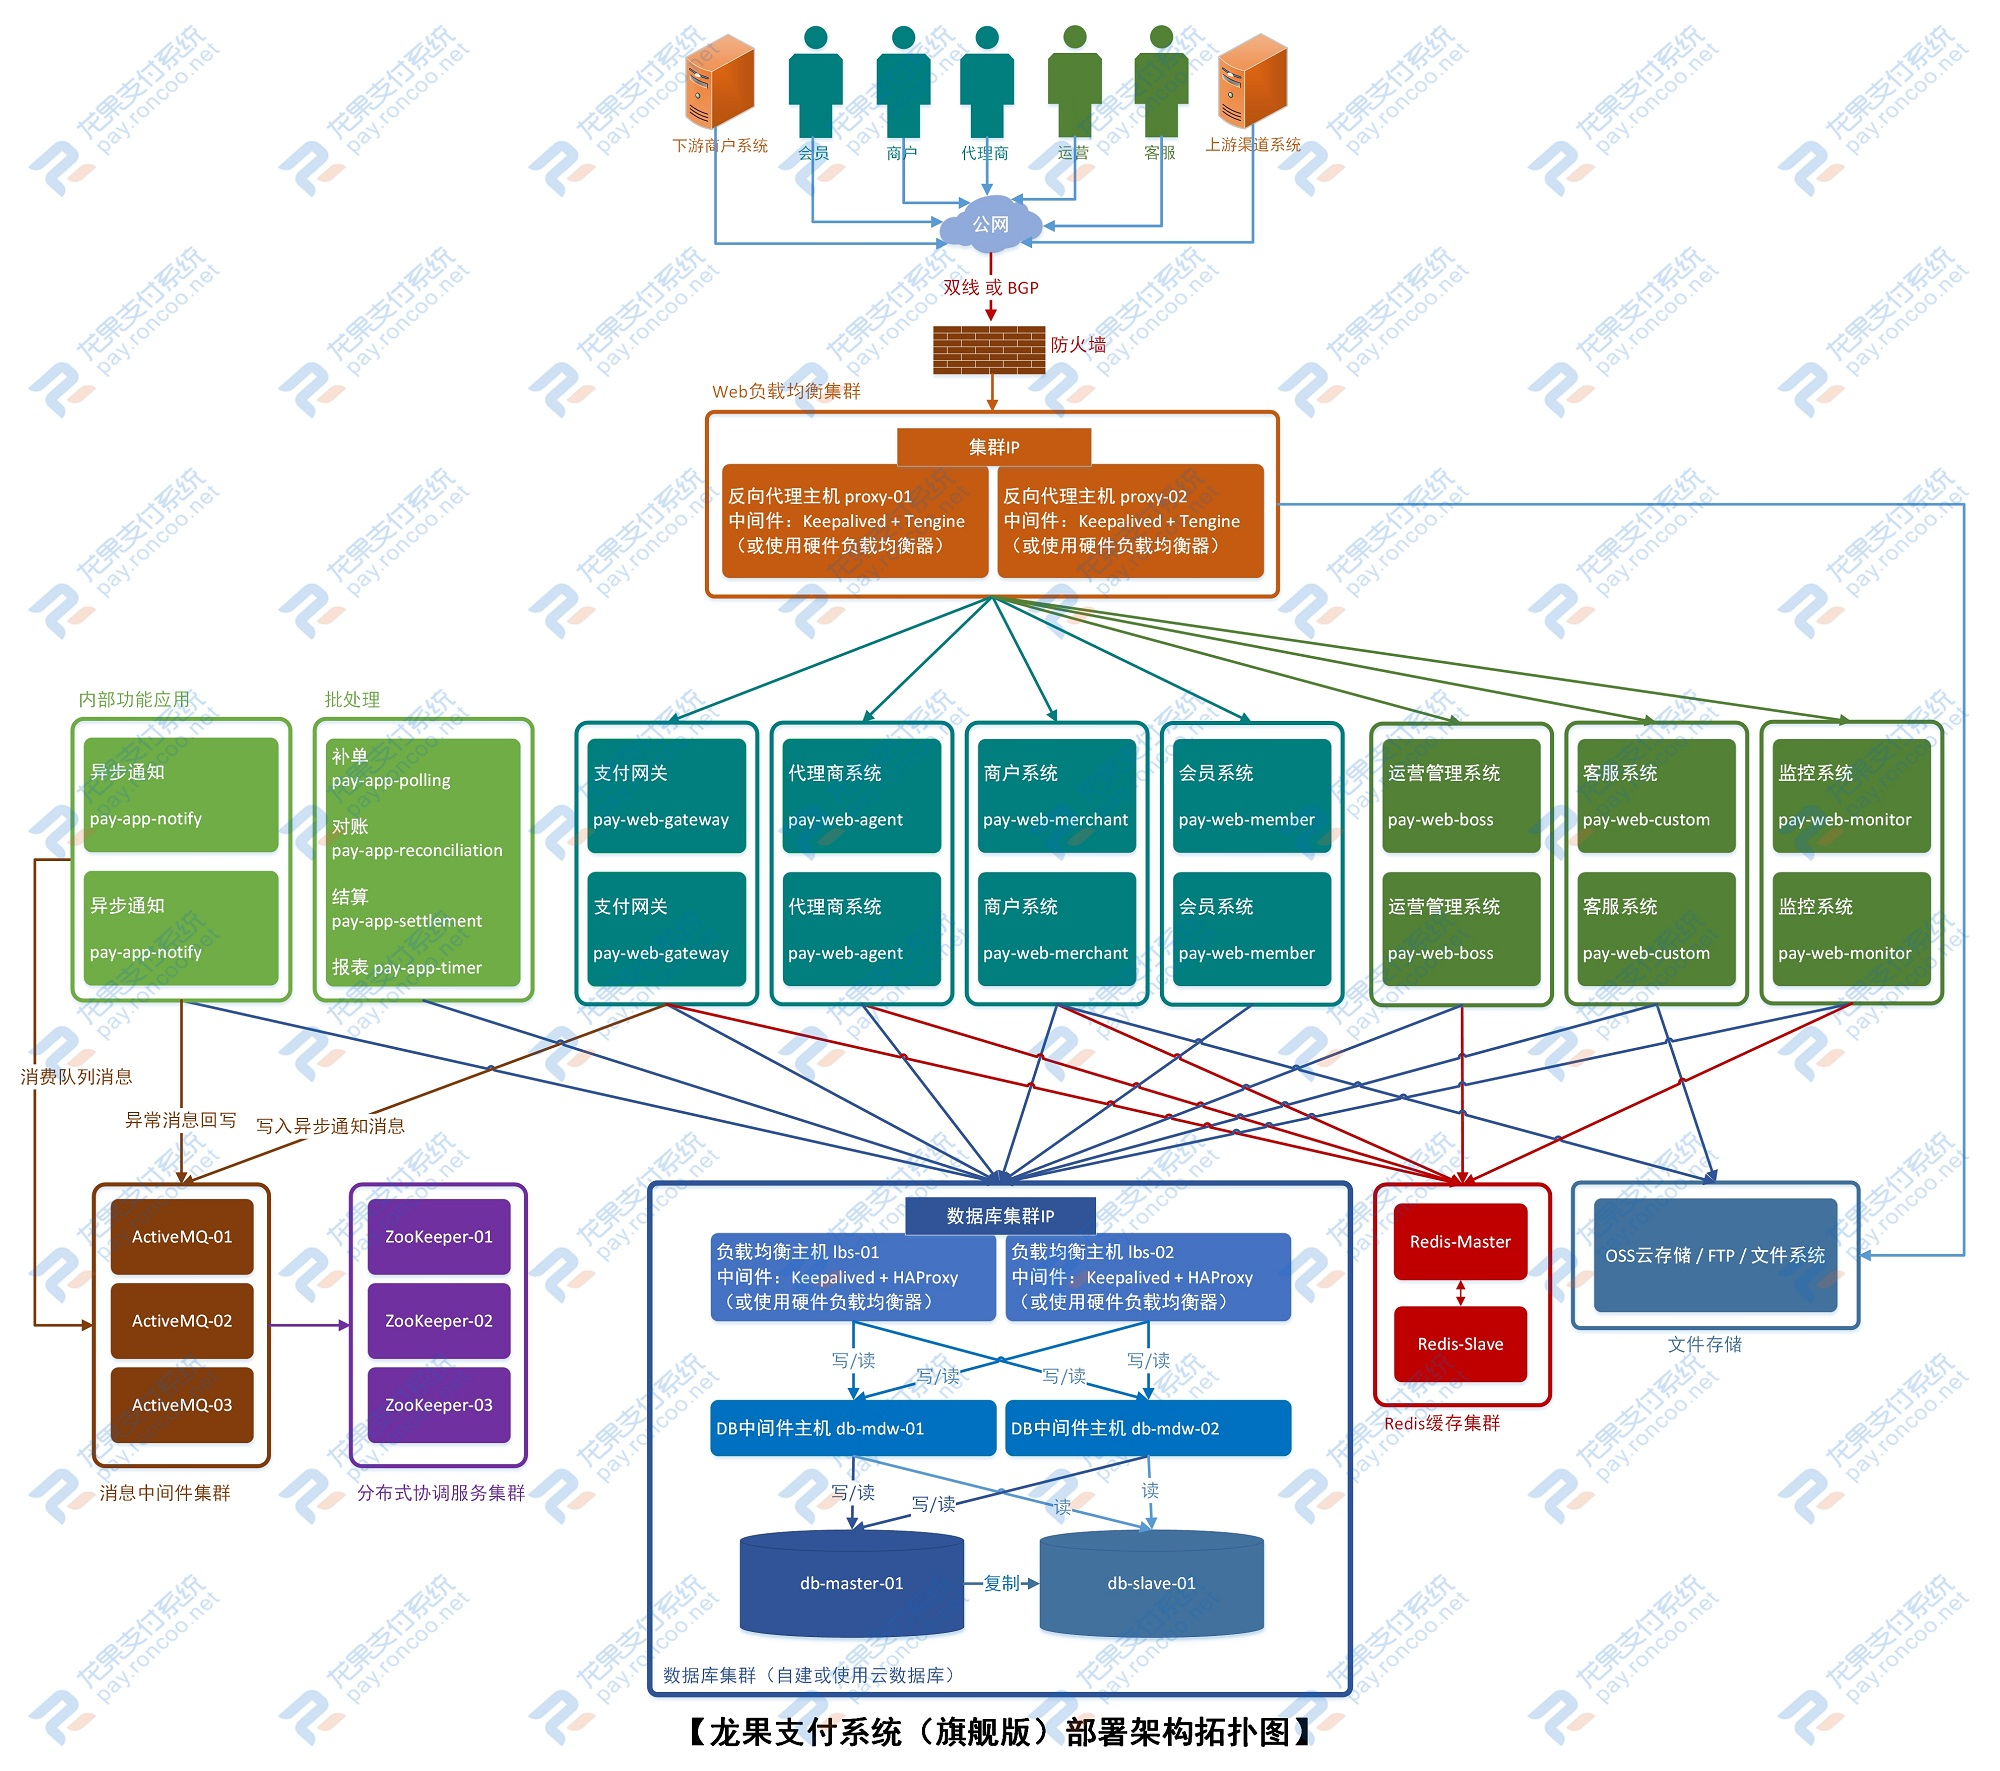 下游商户系统
会员
商户
代理商
运营
客服
上游渠道系统
公网
双线 或 BGP
防火墙
Web负载均衡集群
集群IP
反向代理主机 proxy-01
中间件：Keepalived + Tengine
（或使用硬件负载均衡器）
反向代理主机 proxy-02
中间件：Keepalived + Tengine
（或使用硬件负载均衡器）
内部功能应用
异步通知
pay-app-notify
异步通知
pay-app-notify
批处理
补单
pay-app-polling
对账
pay-app-reconciliation
结算
pay-app-settlement
报表 pay-app-timer
支付网关
pay-web-gateway
支付网关
pay-web-gateway
代理商系统
pay-web-agent
代理商系统
pay-web-agent
商户系统
pay-web-merchant
商户系统
pay-web-merchant
会员系统
pay-web-member
会员系统
pay-web-member
运营管理系统
pay-web-boss
运营管理系统
pay-web-boss
客服系统
pay-web-custom
客服系统
pay-web-custom
监控系统
pay-web-monitor
监控系统
pay-web-monitor
消费队列消息
异常消息回写
写入异步通知消息
ActiveMQ-01
ActiveMQ-02
ActiveMQ-03
消息中间件集群
ZooKeeper-01
ZooKeeper-02
ZooKeeper-03
分布式协调服务集群
数据库集群IP
负载均衡主机 lbs-01
中间件：Keepalived + HAProxy
（或使用硬件负载均衡器）
负载均衡主机 lbs-02
中间件：Keepalived + HAProxy
（或使用硬件负载均衡器）
写/读
写/读
写/读
写/读
DB中间件主机 db-mdw-01
DB中间件主机 db-mdw-02
写/读
写/读
读
读
db-master-01
复制
db-slave-01
数据库集群（自建或使用云数据库）
Redis-Master
Redis-Slave
Redis缓存集群
OSS云存储 / FTP / 文件系统
文件存储
【龙果支付系统（旗舰版）部署架构拓扑图】
龙果支付系统
pay.roncoo.net